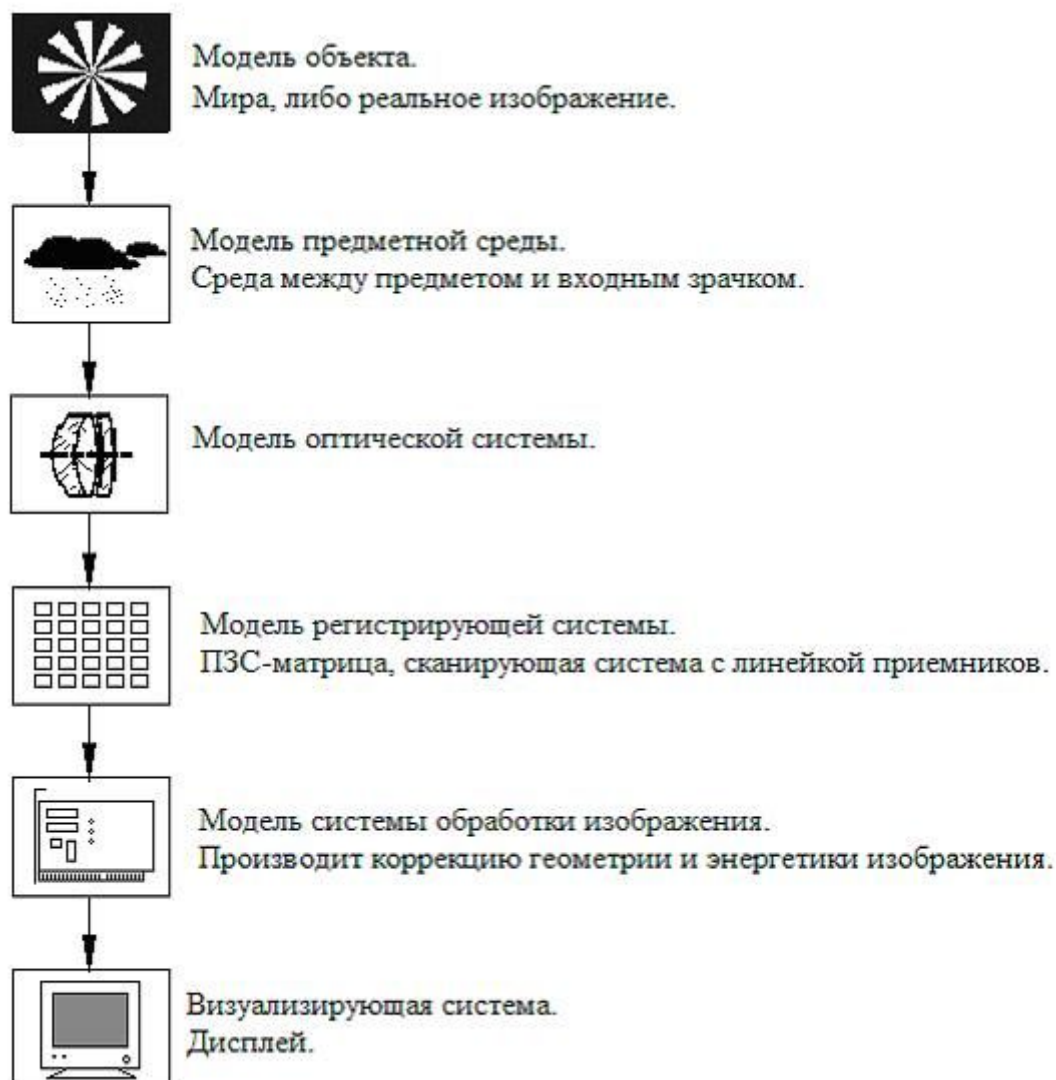 Модель объекта.
Мира, либо реальное изображение.
Модель предметной среды.
Среда между предметом и входным зрачком.
Модель оптической системы.
Модель регистрирующей системы.
ПЗС-матрица, сканирующая система с линейкой приемников.
Модель системы обработки изображения.
Производит коррекцию геометрии и энергетики изображения.
Визуализирующая система.
Дисплей.